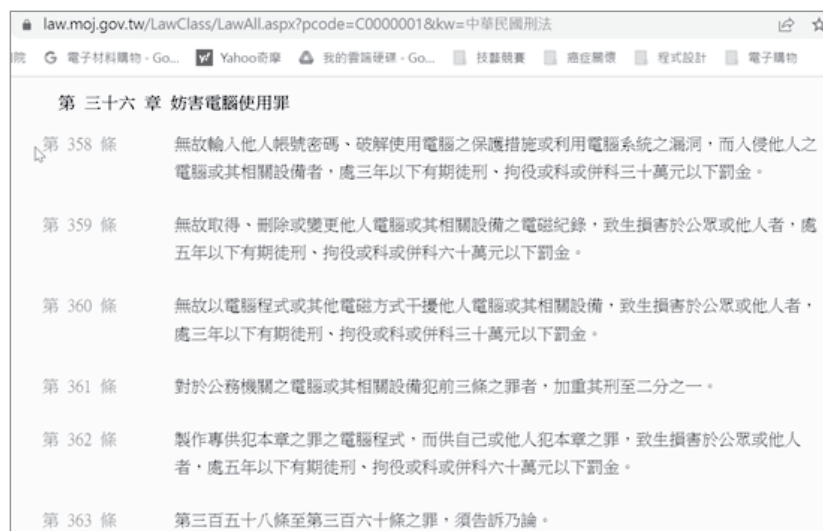 law.moj.gov.tw/LawClass/LawAll.aspx?pcode=C0000001&kw=中華民國刑法
院 G 電子材料購物 - Go... Yahoo奇摩 我的雲端硬碟 - Go... 技藝競賽 癌症關懷 程式設計 電子購物
第 三十六 章 妨害電腦使用罪
第 358 條 無故輸入他人帳號密碼、破解使用電腦之保護措施或利用電腦系統之漏洞，而入侵他人之
電腦或其相關設備者，處三年以下有期徒刑、拘役或科或併科三十萬元以下罰金。
第 359 條 無故取得、刪除或變更他人電腦或其相關設備之電磁紀錄，致生損害於公眾或他人者，處
五年以下有期徒刑、拘役或科或併科六十萬元以下罰金。
第 360 條 無故以電腦程式或其他電磁方式干擾他人電腦或其相關設備，致生損害於公眾或他人者，
處三年以下有期徒刑、拘役或科或併科三十萬元以下罰金。
第 361 條 對於公務機關之電腦或其相關設備犯前三條之罪者，加重其刑至二分之一。
第 362 條 製作專供犯本章之罪之電腦程式，而供自己或他人犯本章之罪，致生損害於公眾或他人
者，處五年以下有期徒刑、拘役或科或併科六十萬元以下罰金。
第 363 條 第三百五十八條至第三百六十條之罪，須告訴乃論。